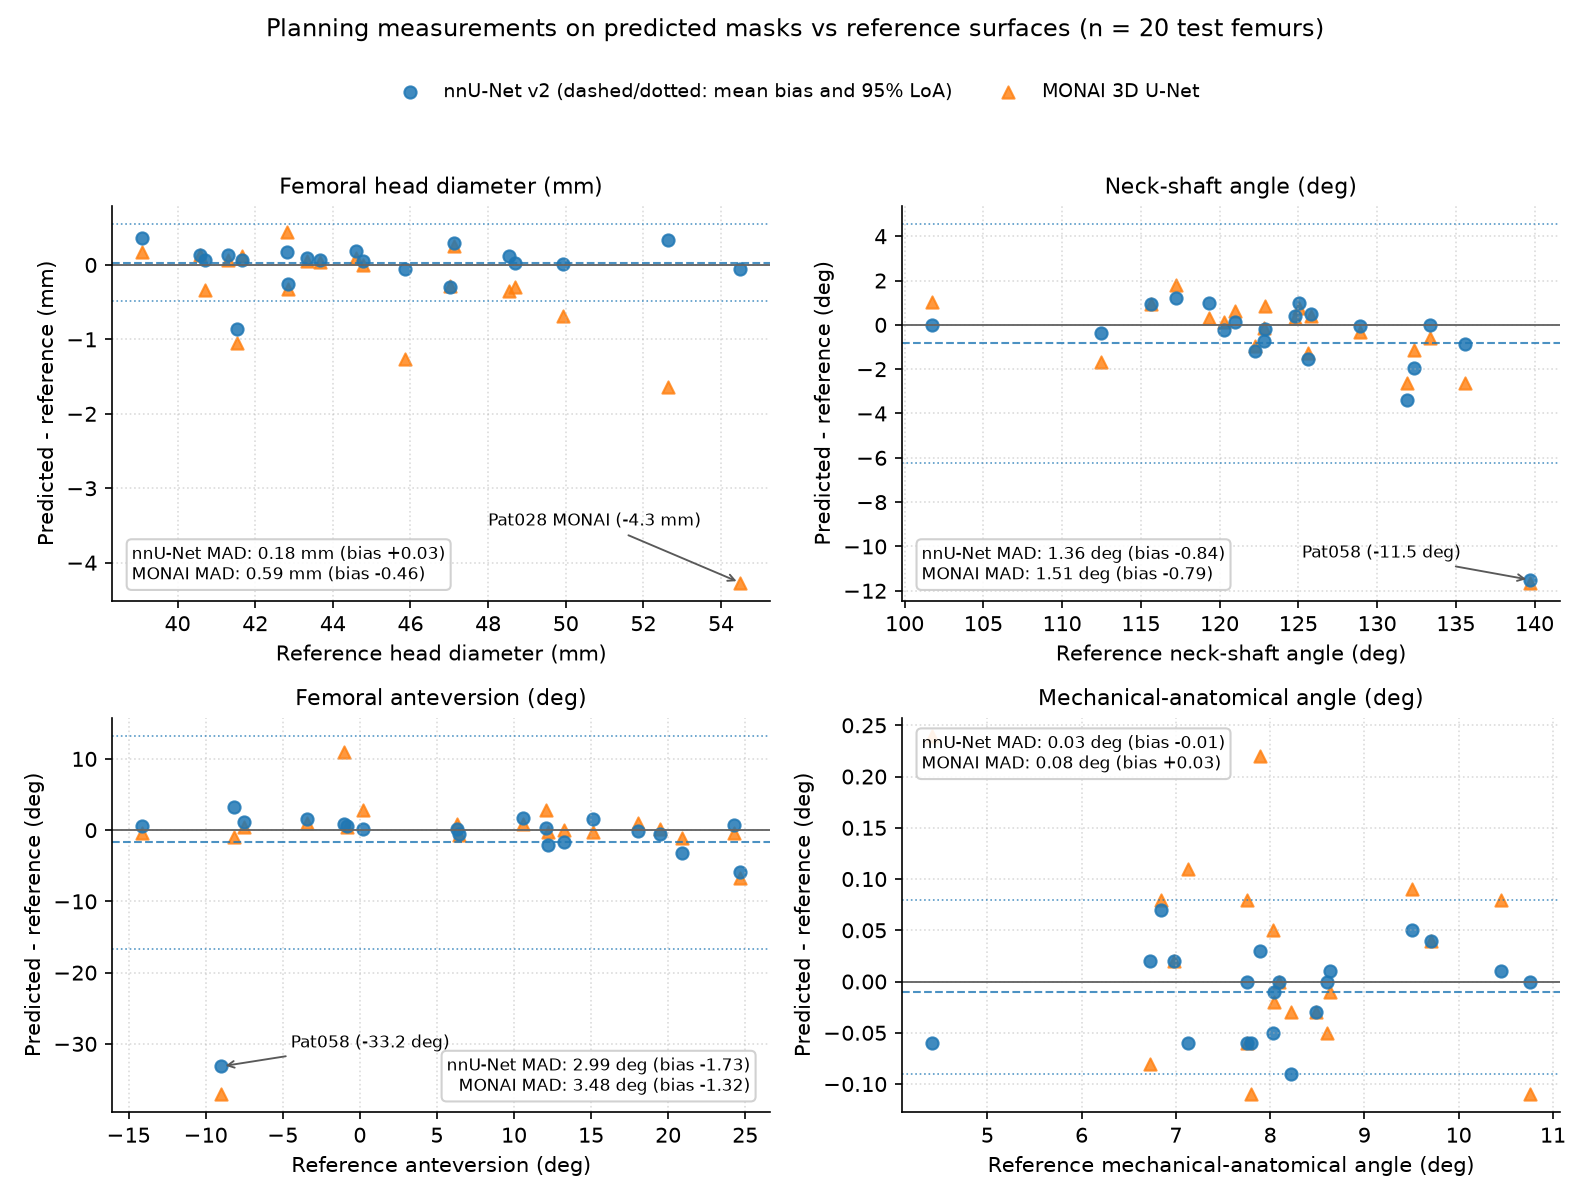 Planning measurements on predicted masks vs reference surfaces (n = 20 test femurs)
nnU-Net v2 (dashed/dotted: mean bias and 95% LoA)
MONAI 3D U-Net
Femoral head diameter (mm)
Predicted - reference (mm)
0
−1
−2
−3
−4
Pat028 MONAI (-4.3 mm)
nnU-Net MAD: 0.18 mm (bias +0.03)
MONAI MAD: 0.59 mm (bias -0.46)
40 42 44 46 48 50 52 54
Reference head diameter (mm)
Neck-shaft angle (deg)
Predicted - reference (deg)
4
2
0
−2
−4
−6
−8
−10
−12
nnU-Net MAD: 1.36 deg (bias -0.84)
MONAI MAD: 1.51 deg (bias -0.79)
Pat058 (-11.5 deg)
100 105 110 115 120 125 130 135 140
Reference neck-shaft angle (deg)
Femoral anteversion (deg)
Predicted - reference (deg)
10
0
−10
−20
−30
Pat058 (-33.2 deg)
nnU-Net MAD: 2.99 deg (bias -1.73)
MONAI MAD: 3.48 deg (bias -1.32)
−15 −10 −5 0 5 10 15 20 25
Reference anteversion (deg)
Mechanical-anatomical angle (deg)
Predicted - reference (deg)
0.25
0.20
0.15
0.10
0.05
0.00
−0.05
−0.10
nnU-Net MAD: 0.03 deg (bias -0.01)
MONAI MAD: 0.08 deg (bias +0.03)
5 6 7 8 9 10 11
Reference mechanical-anatomical angle (deg)